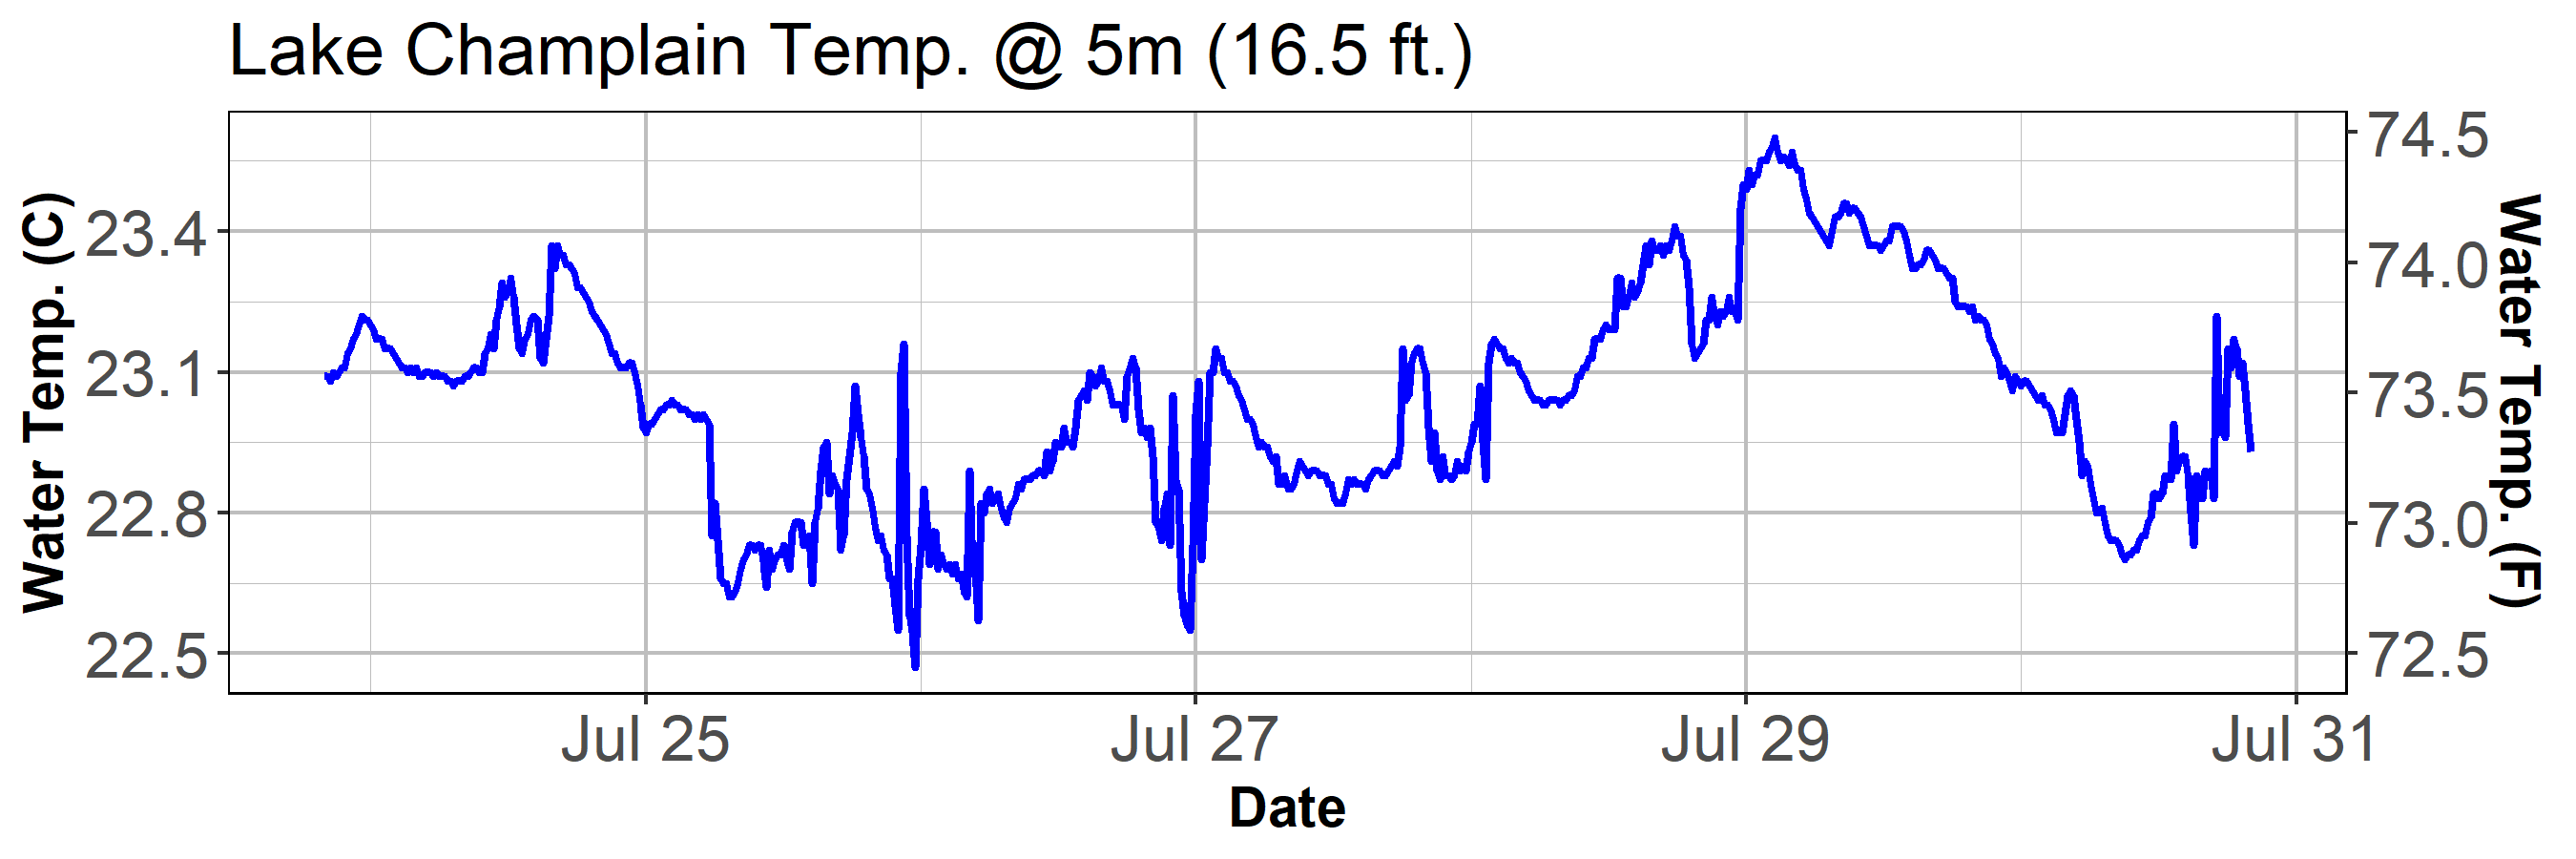 Lake Champlain Temp. @ 5m (16.5 ft.)
Water Temp. (C)
23.4
23.1
22.8
22.5
74.5
74.0
73.5
73.0
72.5
Water Temp. (F)
Jul 25
Jul 27
Jul 29
Jul 31
Date